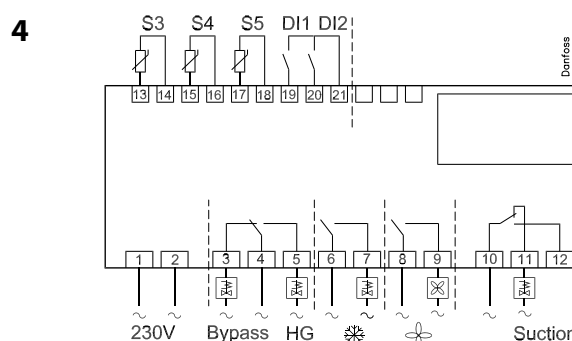 4
S3 S4 S5 DI1 DI2
Danfoss
13 14 15 16 17 18 19 20 21
1 2 3 4 5 6 7 8 9 10 11 12
230V Bypass HG Suction